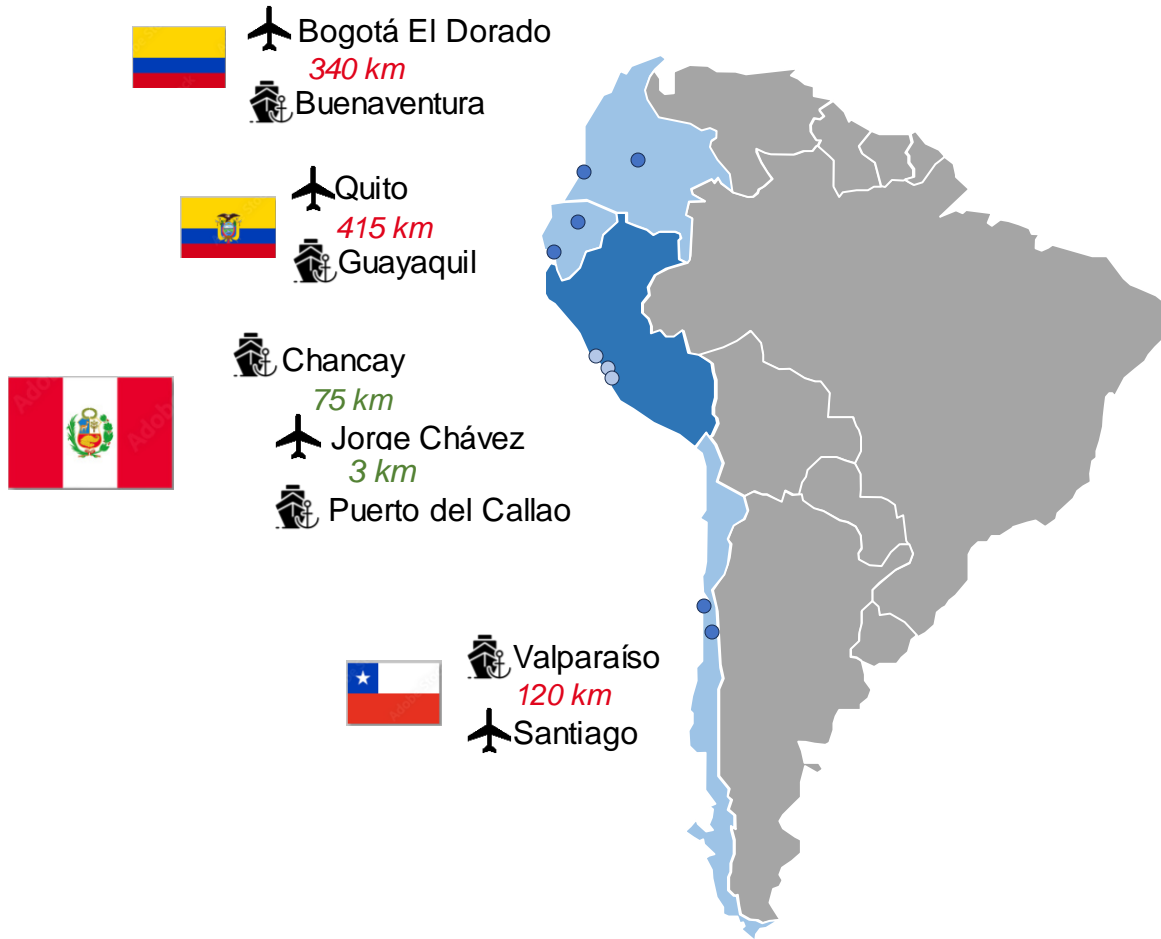 Bogotá El Dorado
340 km
Buenaventura
Quito
415 km
Guayaquil
Chancay
75 km
Jorge Chávez
3 km
Puerto del Callao
Valparaíso
120 km
Santiago